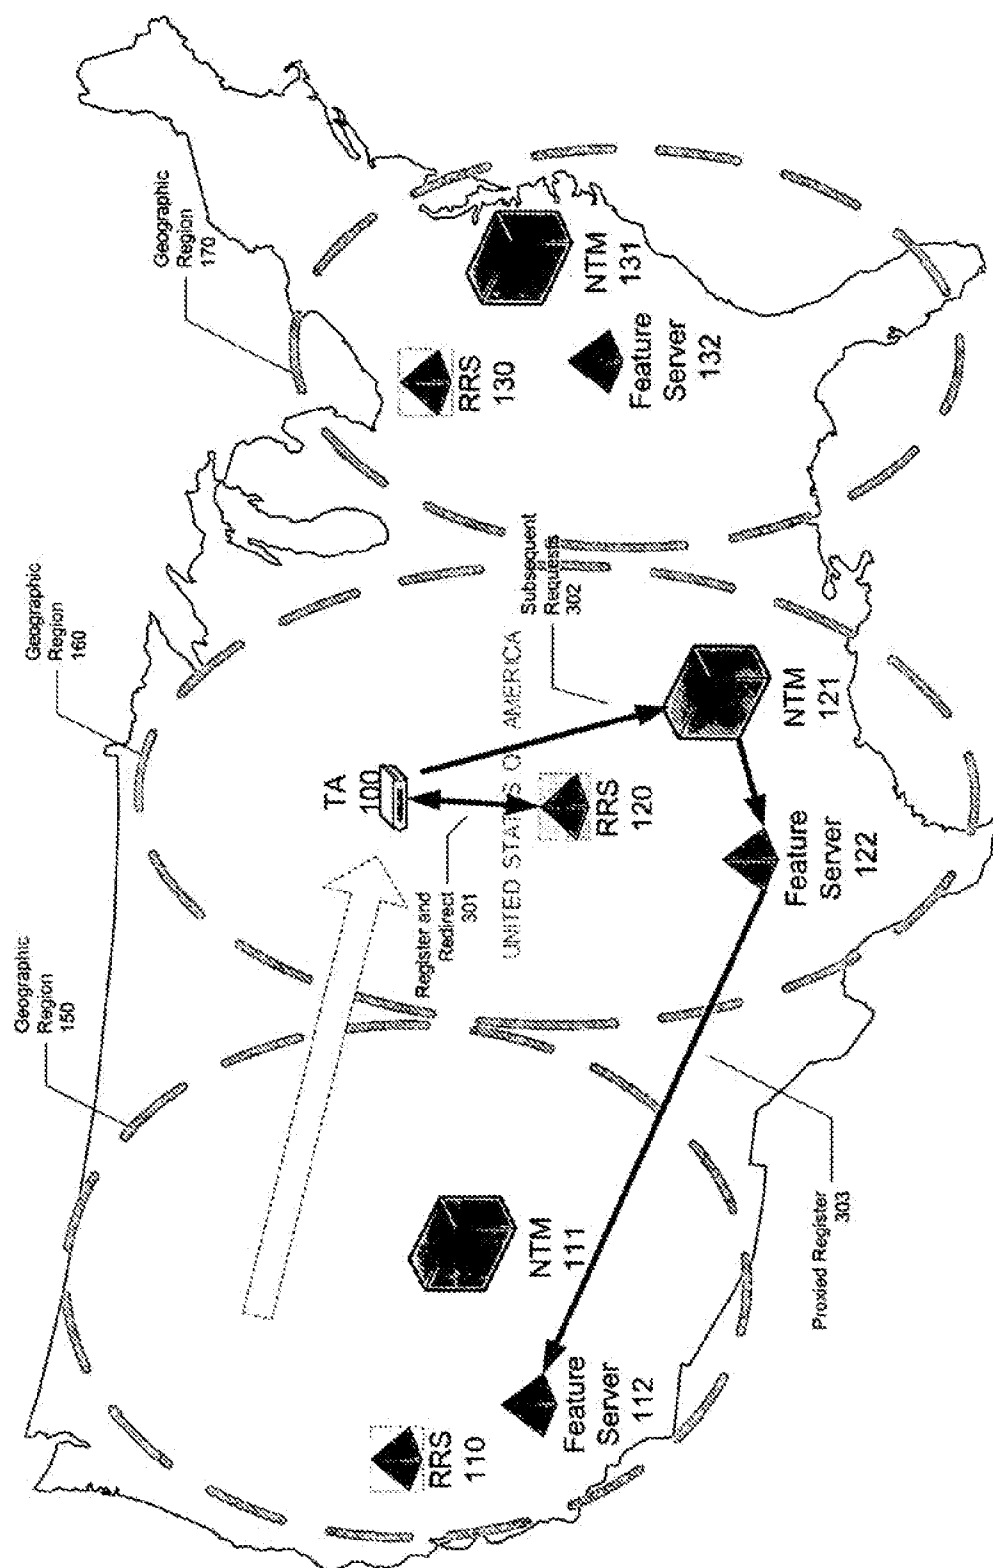 Geographic
Region
150
Geographic
Region
160
Geographic
Region
170
TA
100
Register and
Redirect
301
UNITED STATES OF AMERICA
Subsequent
Requests
302
RRS
110
Feature
Server
112
NTM
111
RRS
120
NTM
121
Feature
Server
122
RRS
130
NTM
131
Feature
Server
132
Proxied Register
303